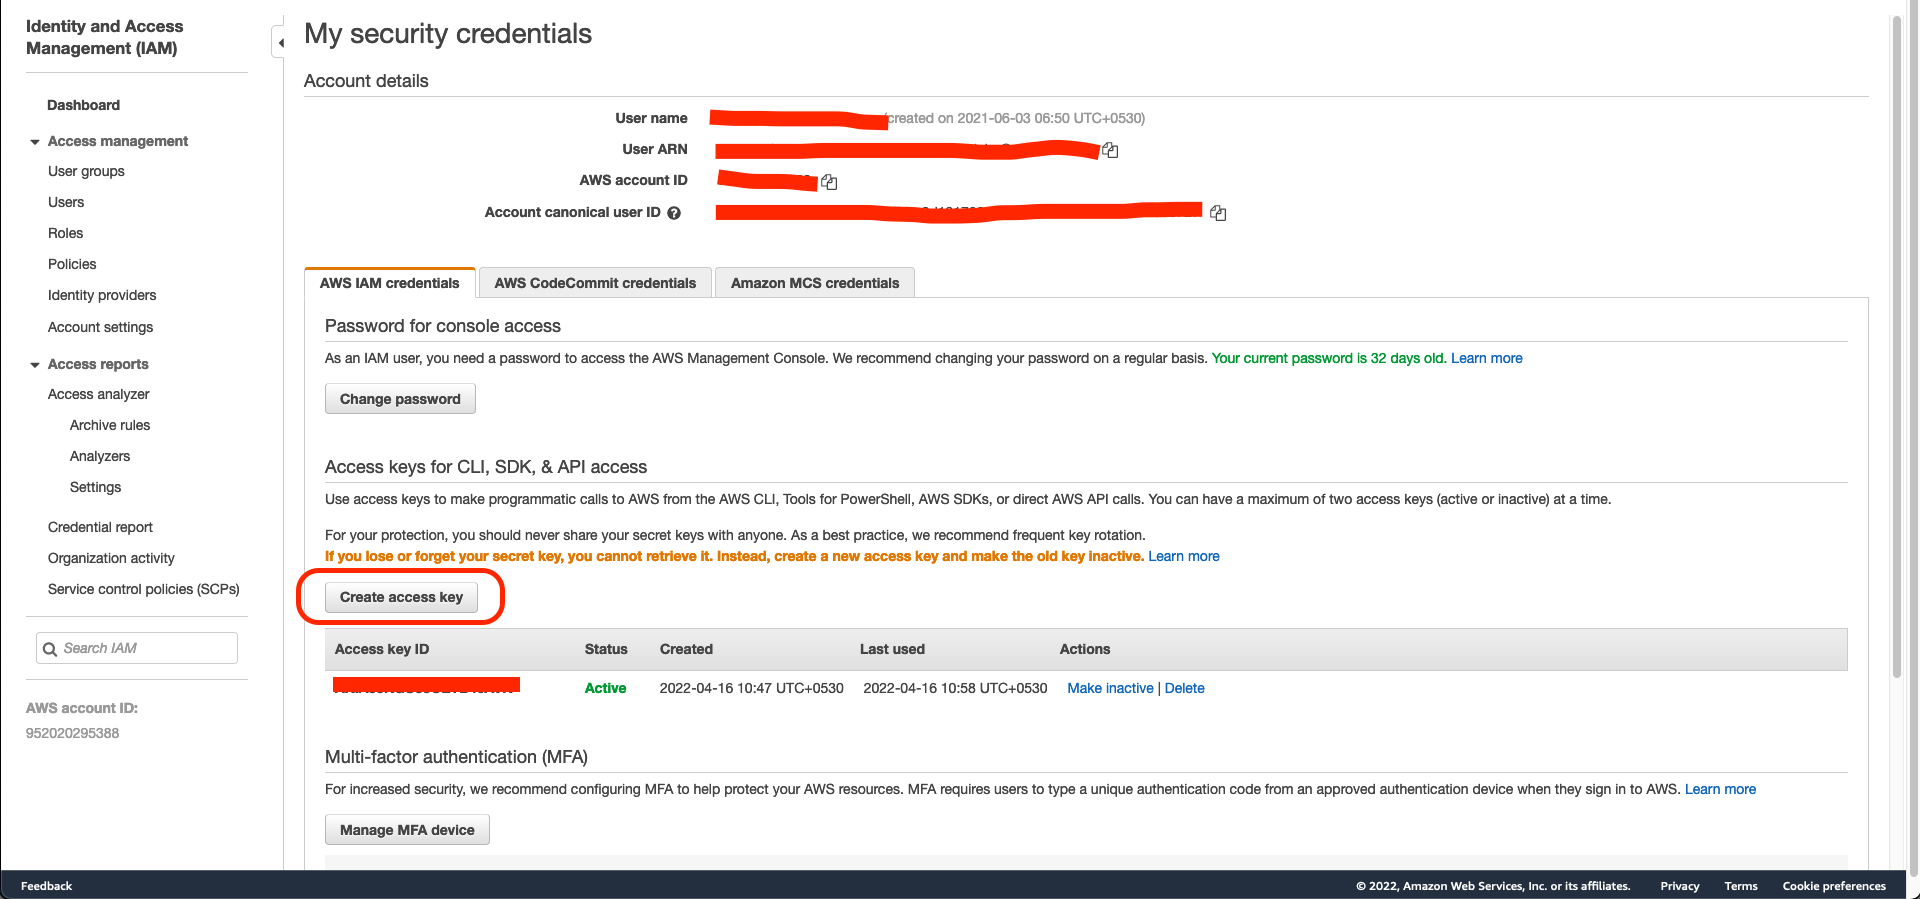 Identity and Access
Management (IAM)
Dashboard
Access management
User groups
Users
Roles
Policies
Identity providers
Account settings
Access reports
Access analyzer
Archive rules
Analyzers
Settings
Credential report
Organization activity
Service control policies (SCPs)
Search IAM
AWS account ID:
952020295388
My security credentials
Account details
User name (created on 2021-06-03 06:50 UTC+0530)
User ARN
AWS account ID
Account canonical user ID
AWS IAM credentials AWS CodeCommit credentials Amazon MCS credentials
Password for console access
As an IAM user, you need a password to access the AWS Management Console. We recommend changing your password on a regular basis. Your current password is 32 days old. Learn more
Change password
Access keys for CLI, SDK, & API access
Use access keys to make programmatic calls to AWS from the AWS CLI, Tools for PowerShell, AWS SDKs, or direct AWS API calls. You can have a maximum of two access keys (active or inactive) at a time.
For your protection, you should never share your secret keys with anyone. As a best practice, we recommend frequent key rotation.
If you lose or forget your secret key, you cannot retrieve it. Instead, create a new access key and make the old key inactive. Learn more
Create access key
Access key ID Status Created Last used Actions
Active 2022-04-16 10:47 UTC+0530 2022-04-16 10:58 UTC+0530 Make inactive | Delete
Multi-factor authentication (MFA)
For increased security, we recommend configuring MFA to help protect your AWS resources. MFA requires users to type a unique authentication code from an approved authentication device when they sign in to AWS. Learn more
Manage MFA device
Feedback © 2022, Amazon Web Services, Inc. or its affiliates. Privacy Terms Cookie preferences